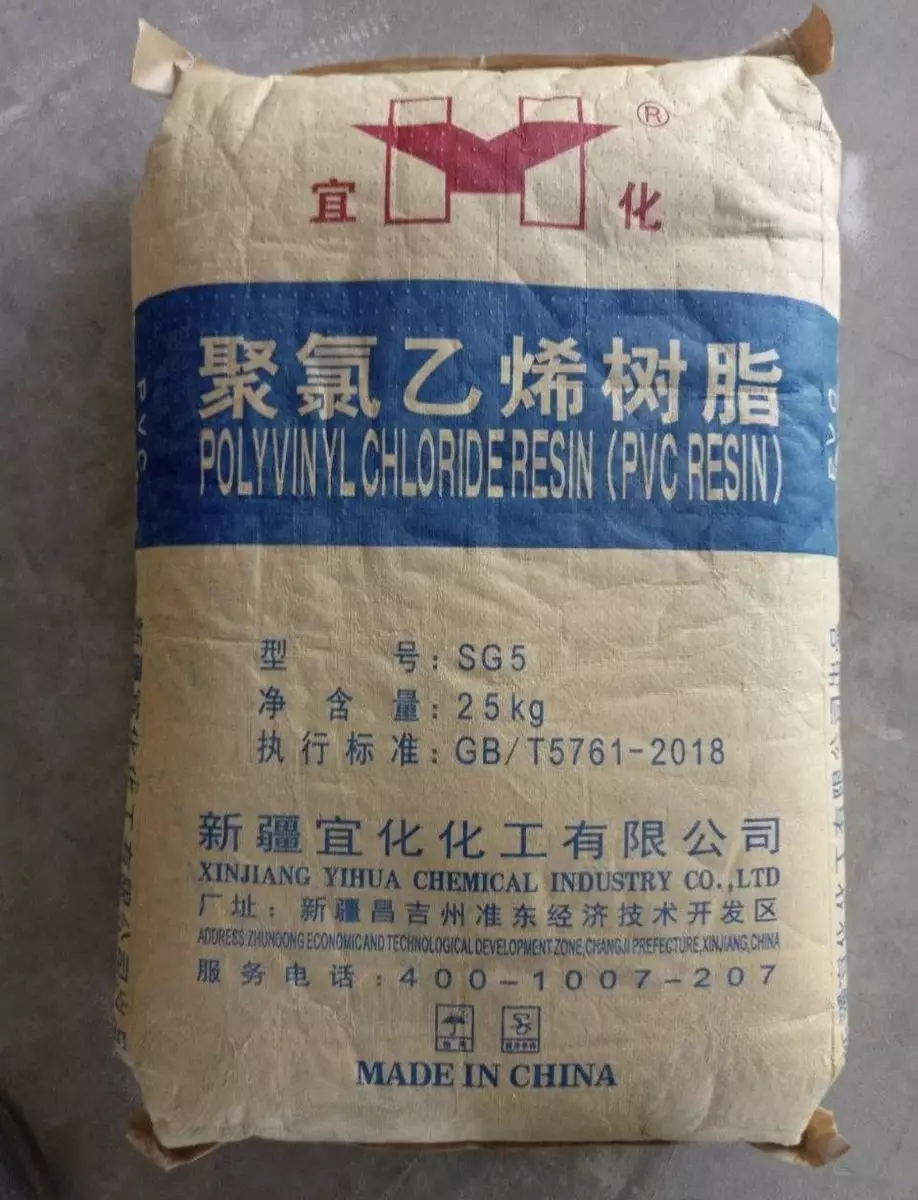 ®
宜 化
聚氯乙烯树脂
POLYVINYL CHLORIDE RESIN (PVC RESIN)
型 号: SG5
净 含 量: 25kg
执行标准: GB/T5761-2018
新疆宜化化工有限公司
XINJIANG YIHUA CHEMICAL INDUSTRY CO.,LTD
厂址: 新疆昌吉州准东经济技术开发区
ADDRESS:ZHUNDONG ECONOMIC AND TECHNOLOGICAL DEVELOPMENT ZONE,CHANGJI PREFECTURE,XINJIANG,CHINA
服务电话: 400-1007-207
MADE IN CHINA
PVC